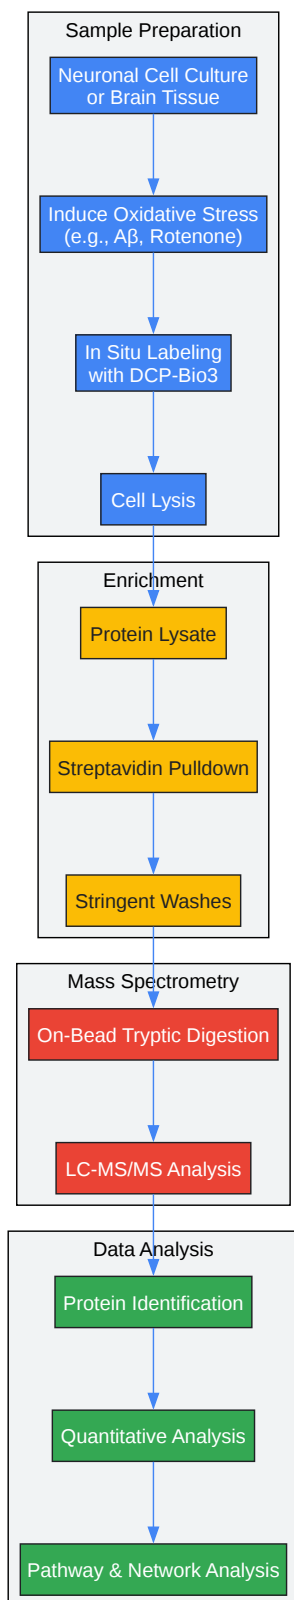 Sample Preparation
Neuronal Cell Culture
or Brain Tissue
Induce Oxidative Stress
(e.g., Aβ, Rotenone)
In Situ Labeling
with DCP-Bio3
Cell Lysis
Enrichment
Protein Lysate
Streptavidin Pulldown
Stringent Washes
Mass Spectrometry
On-Bead Tryptic Digestion
LC-MS/MS Analysis
Data Analysis
Protein Identification
Quantitative Analysis
Pathway & Network Analysis